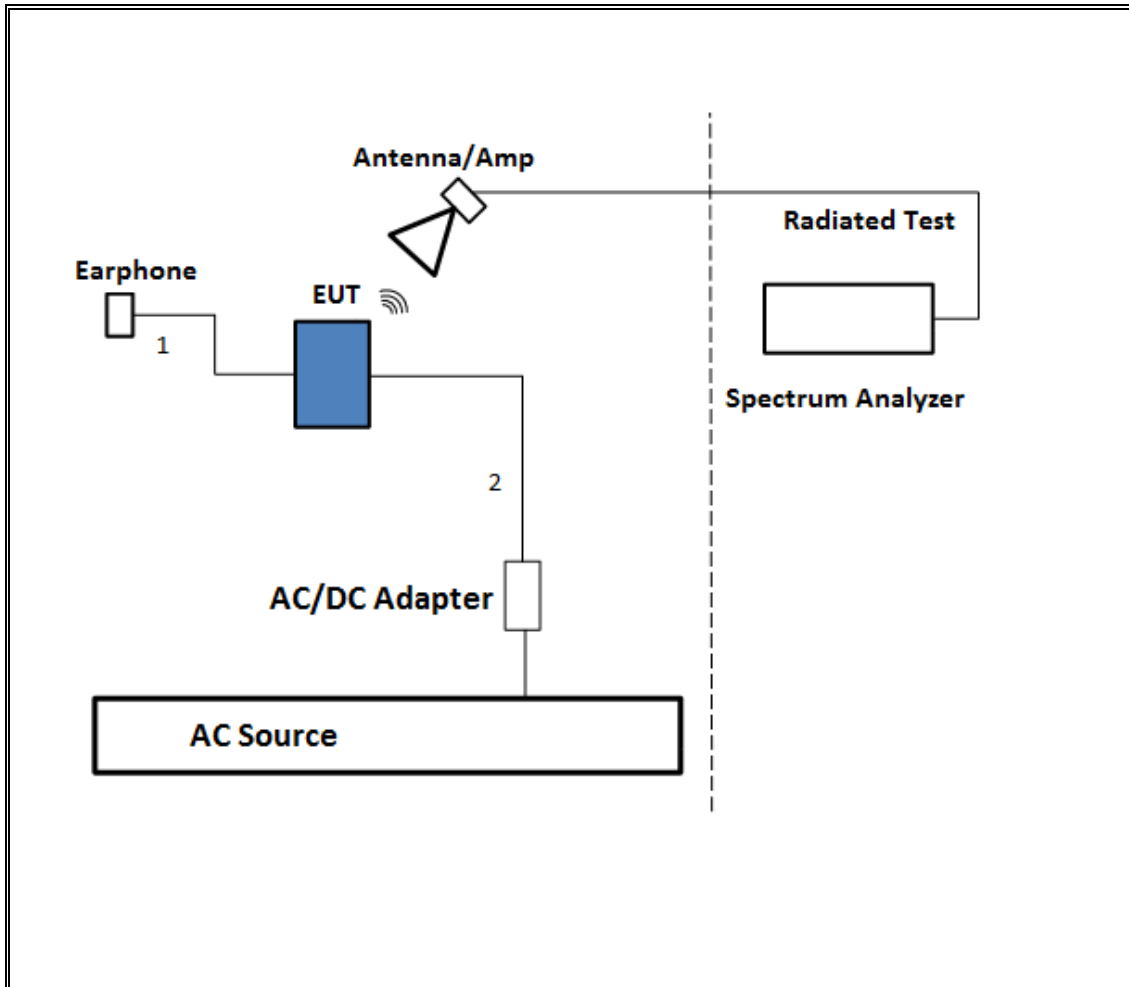 Antenna/Amp
Radiated Test
Earphone
EUT
1
Spectrum Analyzer
2
AC/DC Adapter
AC Source